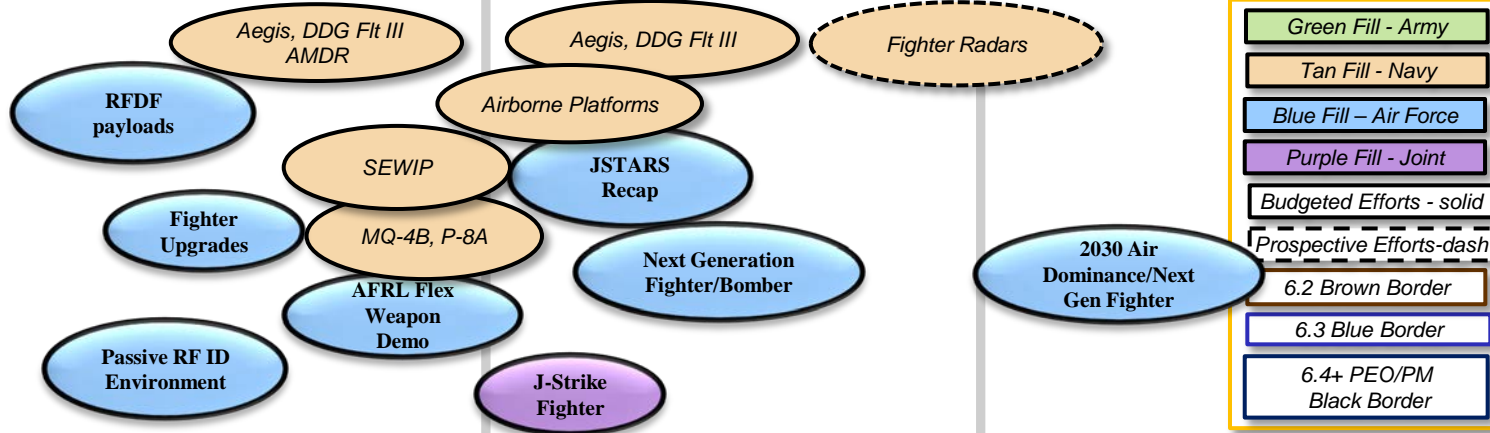 Aegis, DDG Flt III
AMDR
Aegis, DDG Flt III
Fighter Radars
RFDF
payloads
Airborne Platforms
SEWIP
JSTARS
Recap
Fighter
Upgrades
MQ-4B, P-8A
Next Generation
Fighter/Bomber
2030 Air
Dominance/Next
Gen Fighter
AFRL Flex
Weapon
Demo
Passive RF ID
Environment
J-Strike
Fighter
Green Fill - Army
Tan Fill - Navy
Blue Fill – Air Force
Purple Fill - Joint
Budgeted Efforts - solid
Prospective Efforts-dash
6.2 Brown Border
6.3 Blue Border
6.4+ PEO/PM
Black Border